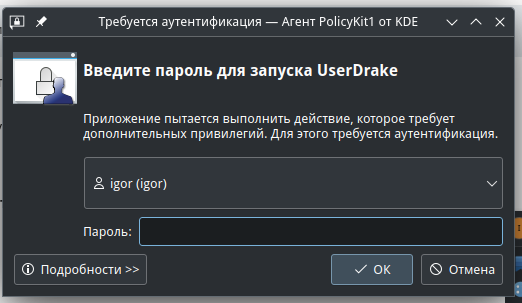 Требуется аутентификация — Агент PolicyKit1 от KDE
Введите пароль для запуска UserDrake
Приложение пытается выполнить действие, которое требует
дополнительных привилегий. Для этого требуется аутентификация.
igor (igor)
Пароль:
Подробности >>
OK
Отмена